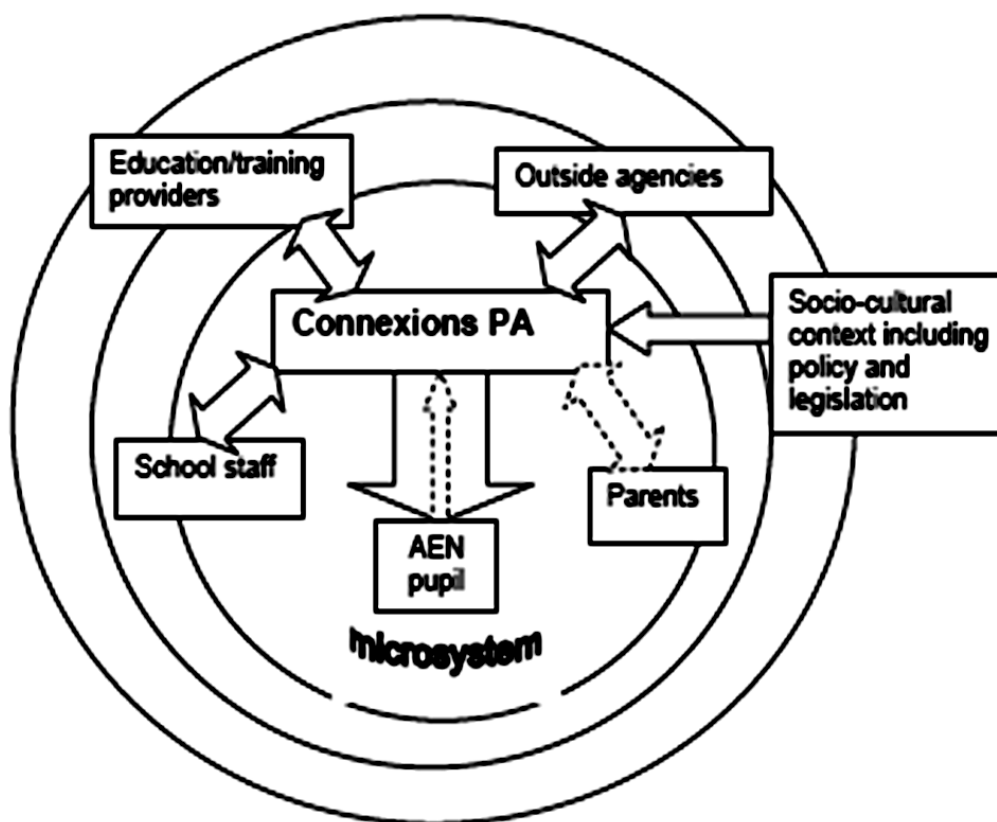 Education/training
providers
Outside agencies
Connexions PA
Socio-cultural
context including
policy and
legislation
School staff
Parents
AEN
pupil
microsystem